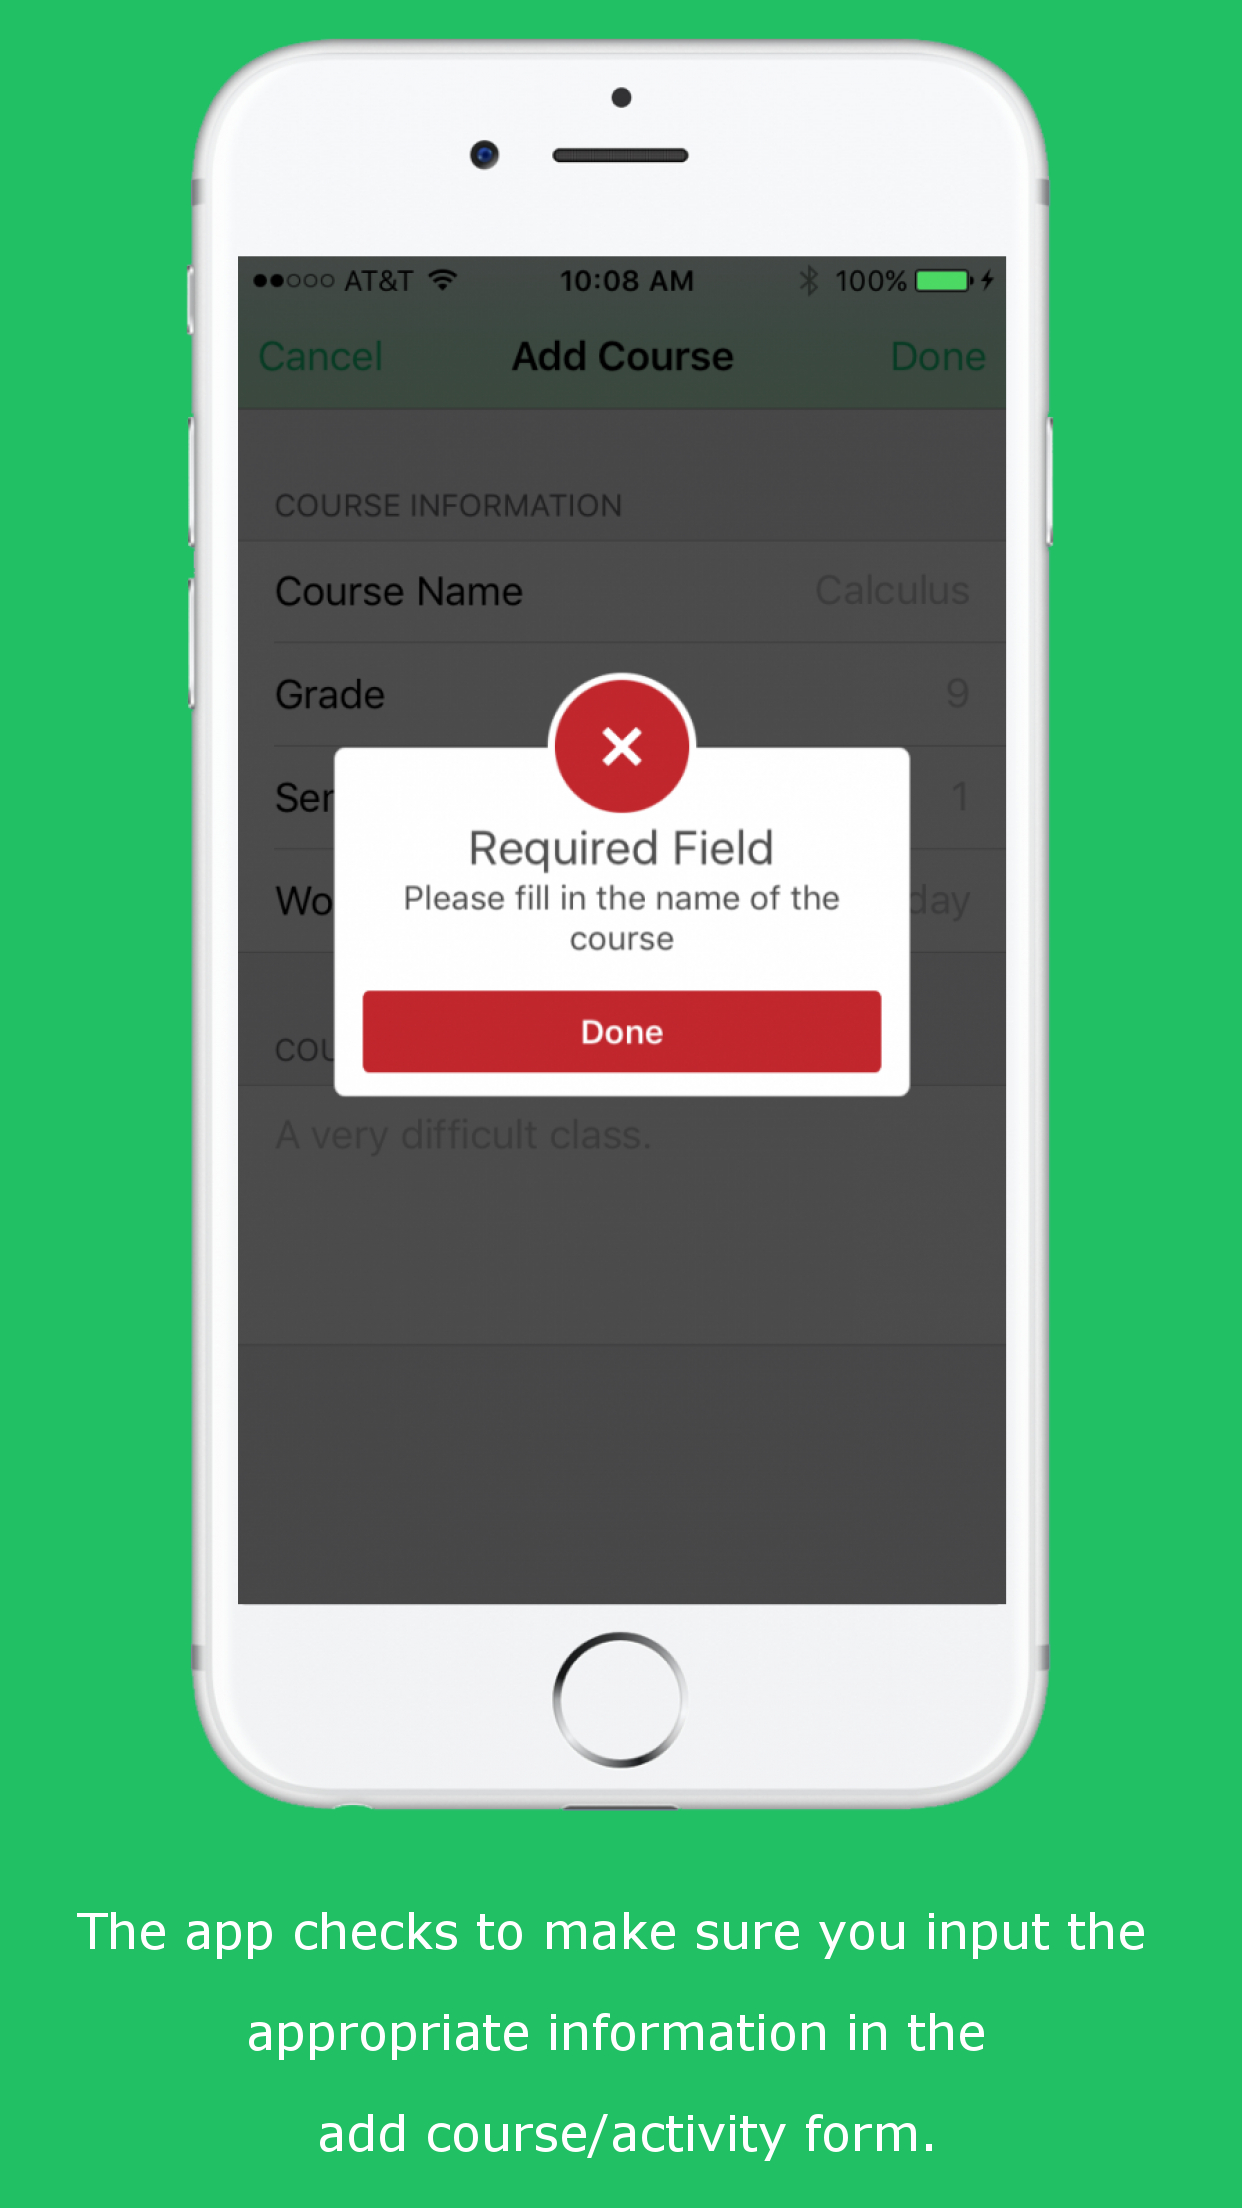 AT&T 10:08 AM 100%
Cancel Add Course Done
COURSE INFORMATION
Course Name Calculus
Grade 9
Ser 1
Required Field
Wo day
Please fill in the name of the
course
Done
COU
A very difficult class.
The app checks to make sure you input the
appropriate information in the
add course/activity form.